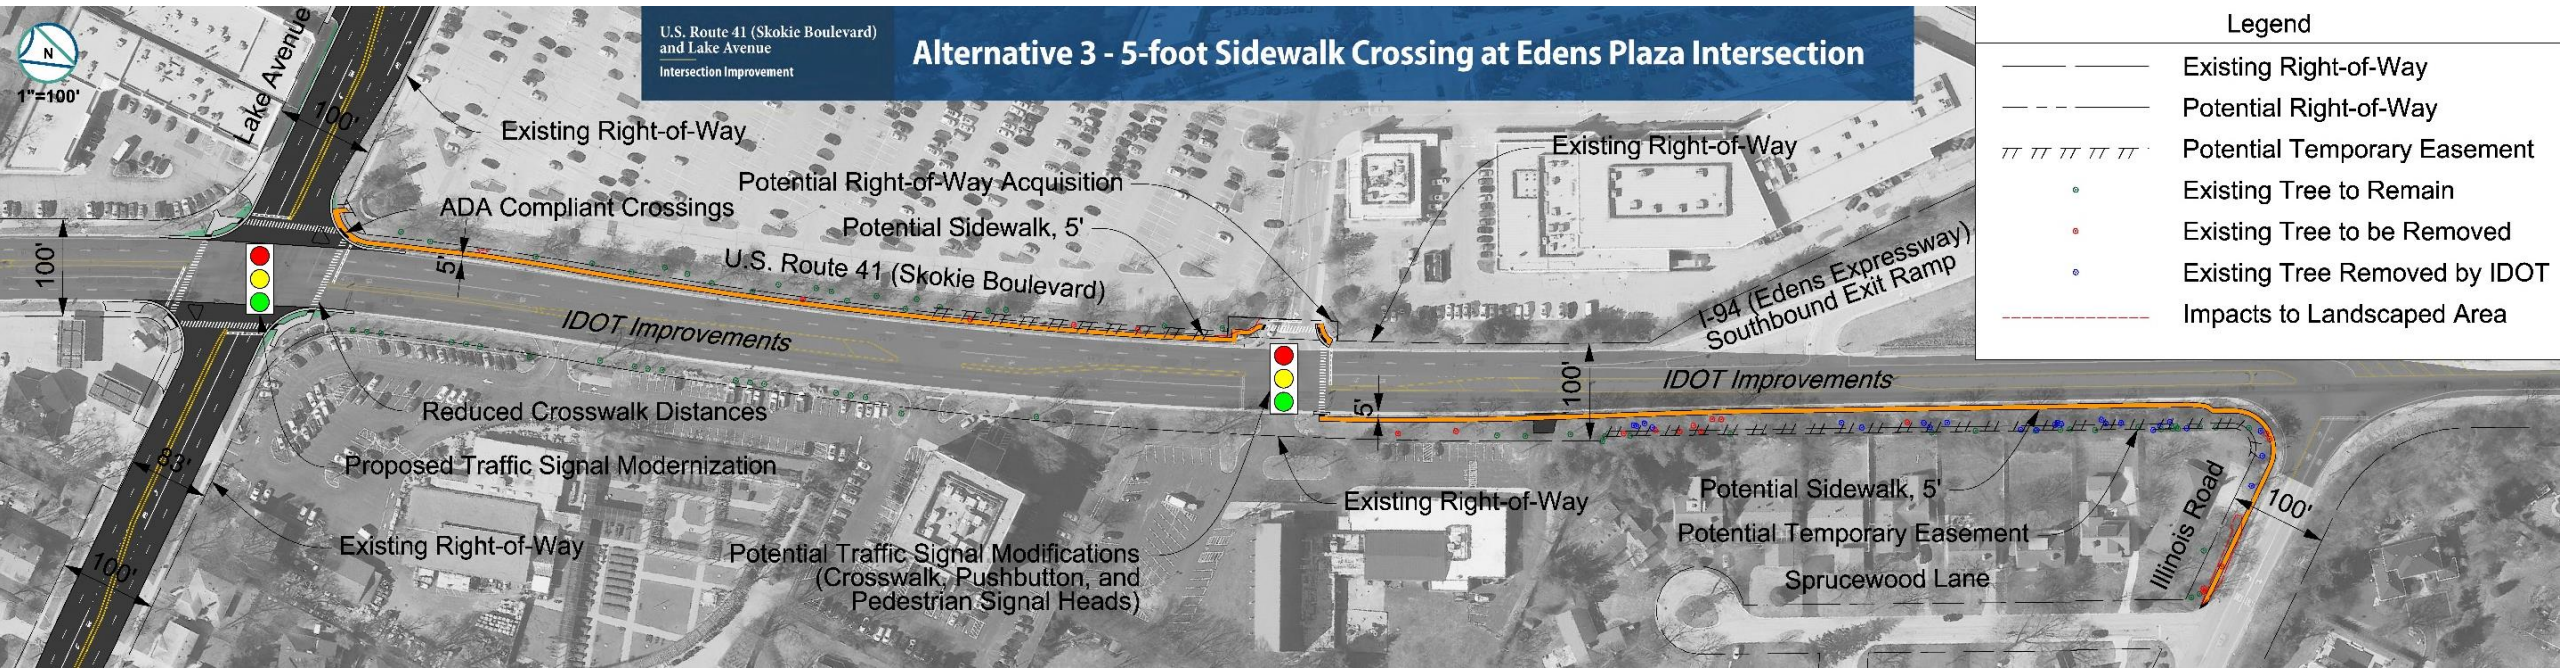 N
1"=100'
Lake Avenue
100'
U.S. Route 41 (Skokie Boulevard)
and Lake Avenue
Intersection Improvement
Alternative 3 - 5-foot Sidewalk Crossing at Edens Plaza Intersection
Legend
Existing Right-of-Way
Potential Right-of-Way
Potential Temporary Easement
Existing Tree to Remain
Existing Tree to be Removed
Existing Tree Removed by IDOT
Impacts to Landscaped Area
Existing Right-of-Way
Existing Right-of-Way
Potential Right-of-Way Acquisition
ADA Compliant Crossings
Potential Sidewalk, 5'
100'
5'
U.S. Route 41 (Skokie Boulevard)
I-94 (Edens Expressway)
Southbound Exit Ramp
IDOT Improvements
IDOT Improvements
100'
5'
Reduced Crosswalk Distances
Proposed Traffic Signal Modernization
83'
Existing Right-of-Way
Potential Sidewalk, 5'
Illinois Road
100'
Existing Right-of-Way
Potential Temporary Easement
Potential Traffic Signal Modifications
(Crosswalk, Pushbutton, and
Pedestrian Signal Heads)
100'
Sprucewood Lane